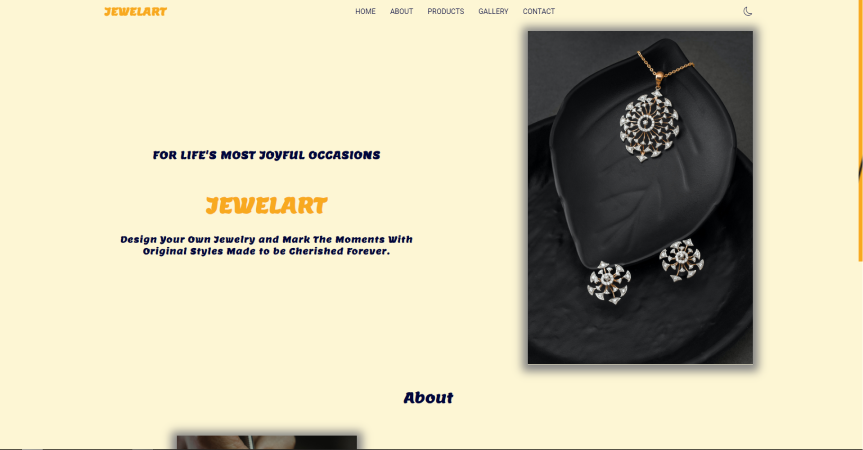 JEWELART
HOME ABOUT PRODUCTS GALLERY CONTACT
FOR LIFE'S MOST JOYFUL OCCASIONS
JEWELART
Design Your Own Jewelry and Mark The Moments With
Original Styles Made to be Cherished Forever.
About